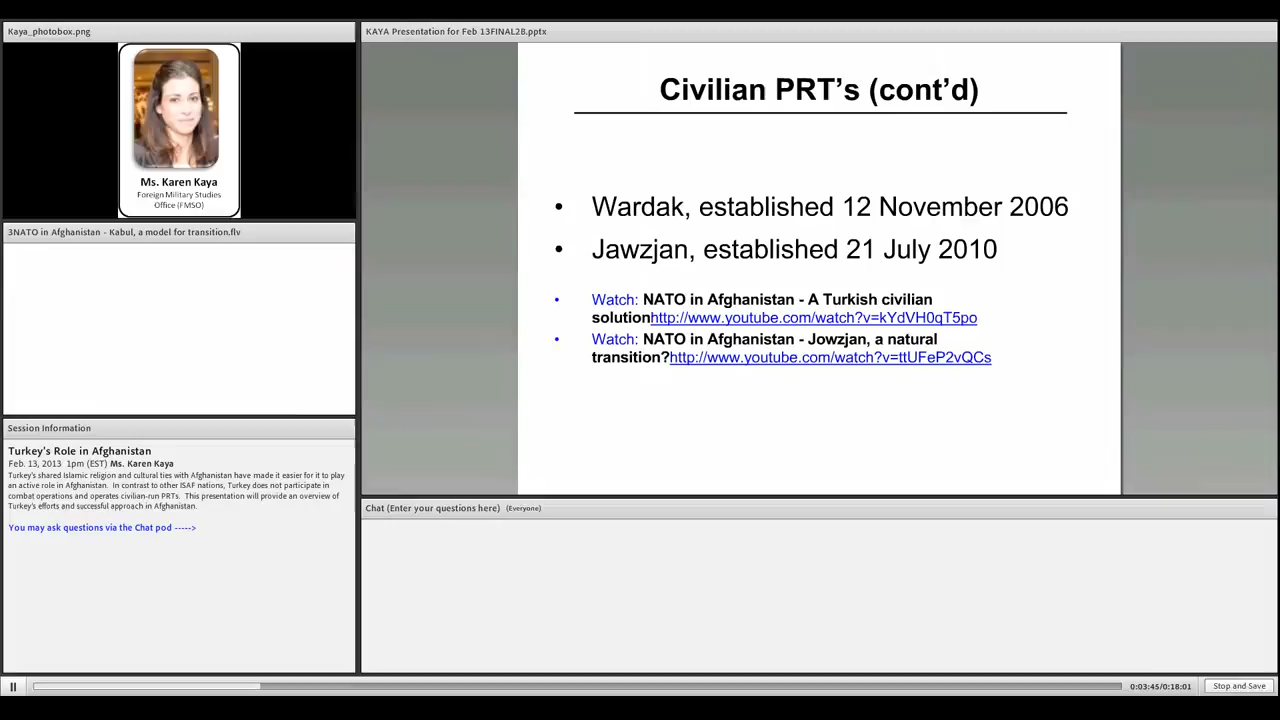 Kaya_photobox.png
Ms. Karen Kaya
Foreign Military Studies
Office (FMSO)
3NATO in Afghanistan - Kabul, a model for transition.flv
Session Information
Turkey's Role in Afghanistan
Feb. 13, 2013 1pm (EST) Ms. Karen Kaya
Turkey's shared Islamic religion and cultural ties with Afghanistan have made it easier for it to play
an active role in Afghanistan. In contrast to other ISAF nations, Turkey does not participate in
combat operations and operates civilian-run PRTs. This presentation will provide an overview of
Turkey's efforts and successful approach in Afghanistan.
You may ask questions via the Chat pod ----->
KAYA Presentation for Feb 13FINAL2B.pptx
Civilian PRT’s (cont’d)
• Wardak, established 12 November 2006
• Jawzjan, established 21 July 2010
• Watch: NATO in Afghanistan - A Turkish civilian
solutionhttp://www.youtube.com/watch?v=kYdVH0qT5po
• Watch: NATO in Afghanistan - Jowzjan, a natural
transition?http://www.youtube.com/watch?v=ttUFeP2vQCs
Chat (Enter your questions here) (Everyone)
0:03:45/0:18:01
Stop and Save